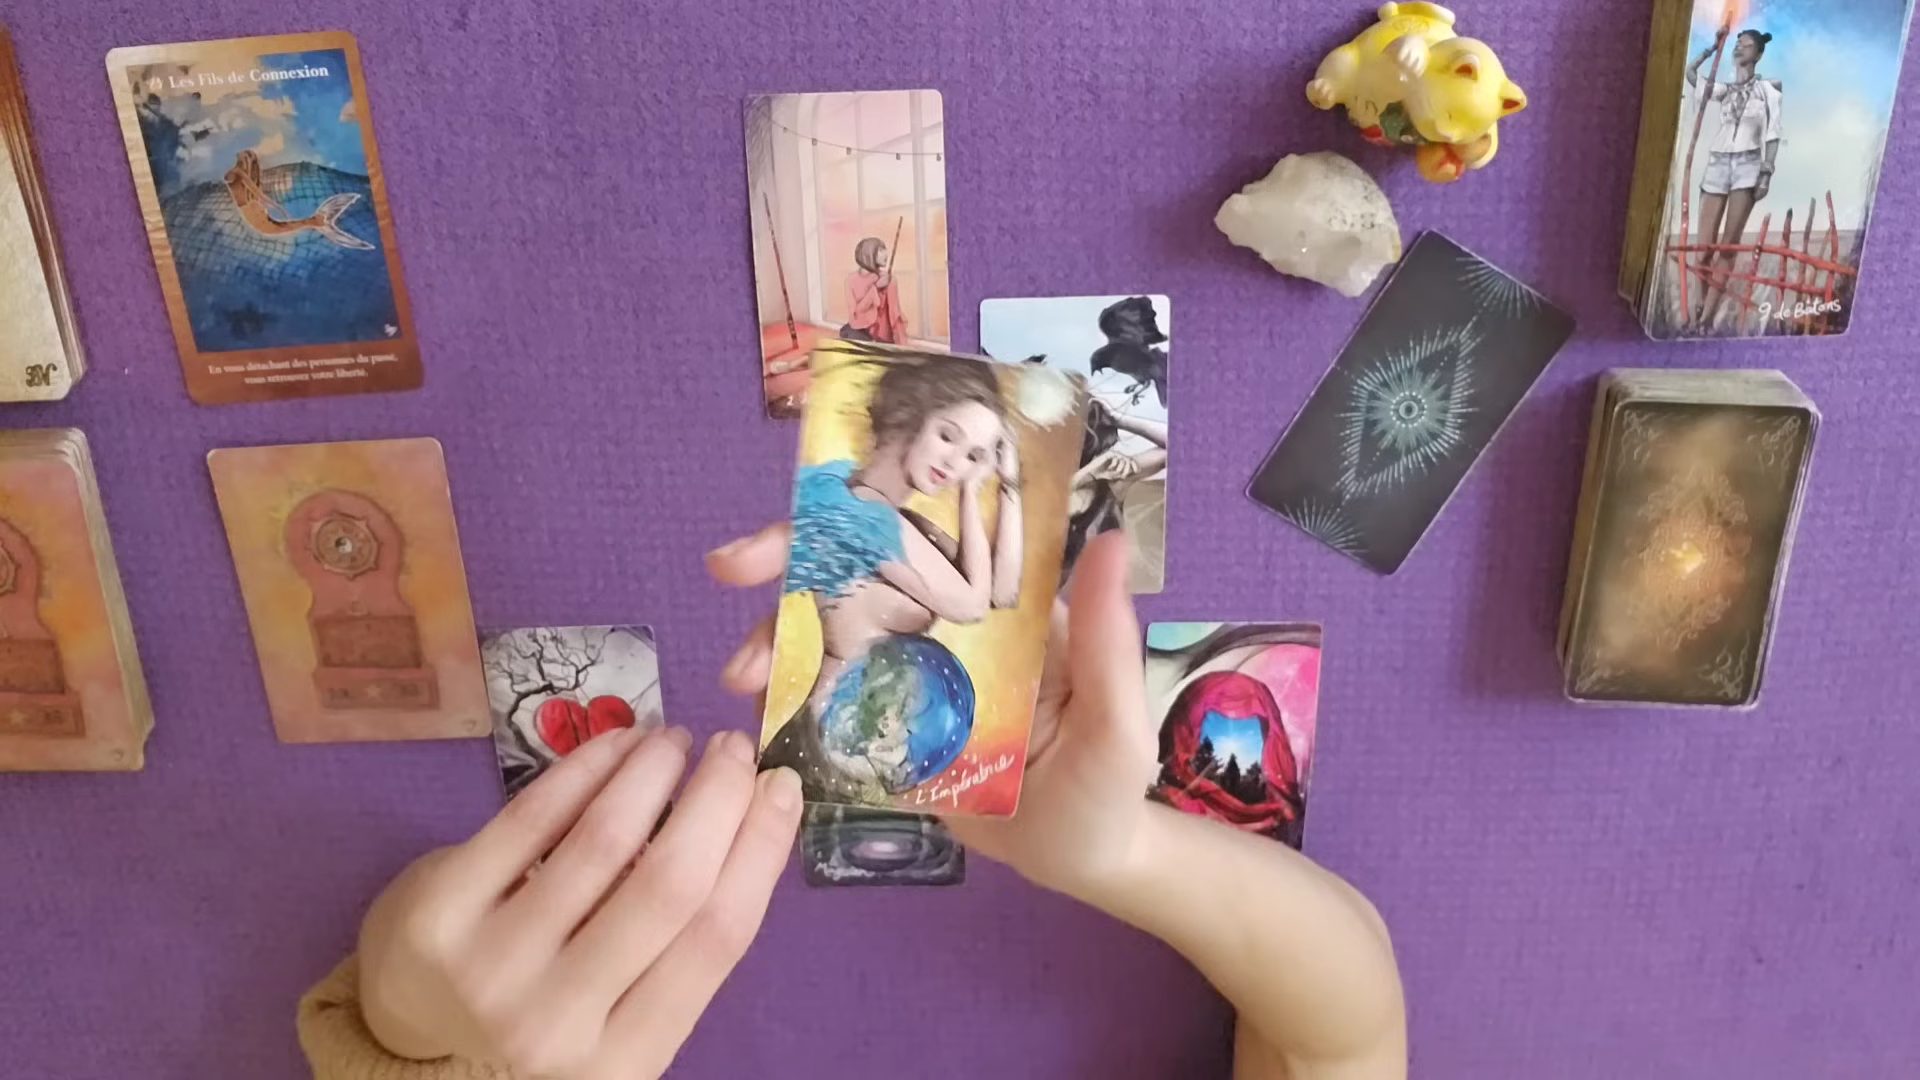 Les Fils de Connexion
En vous détachant des personnes du passé,
vous retrouvez votre liberté.
9 de Bâtons
L'Impératrice